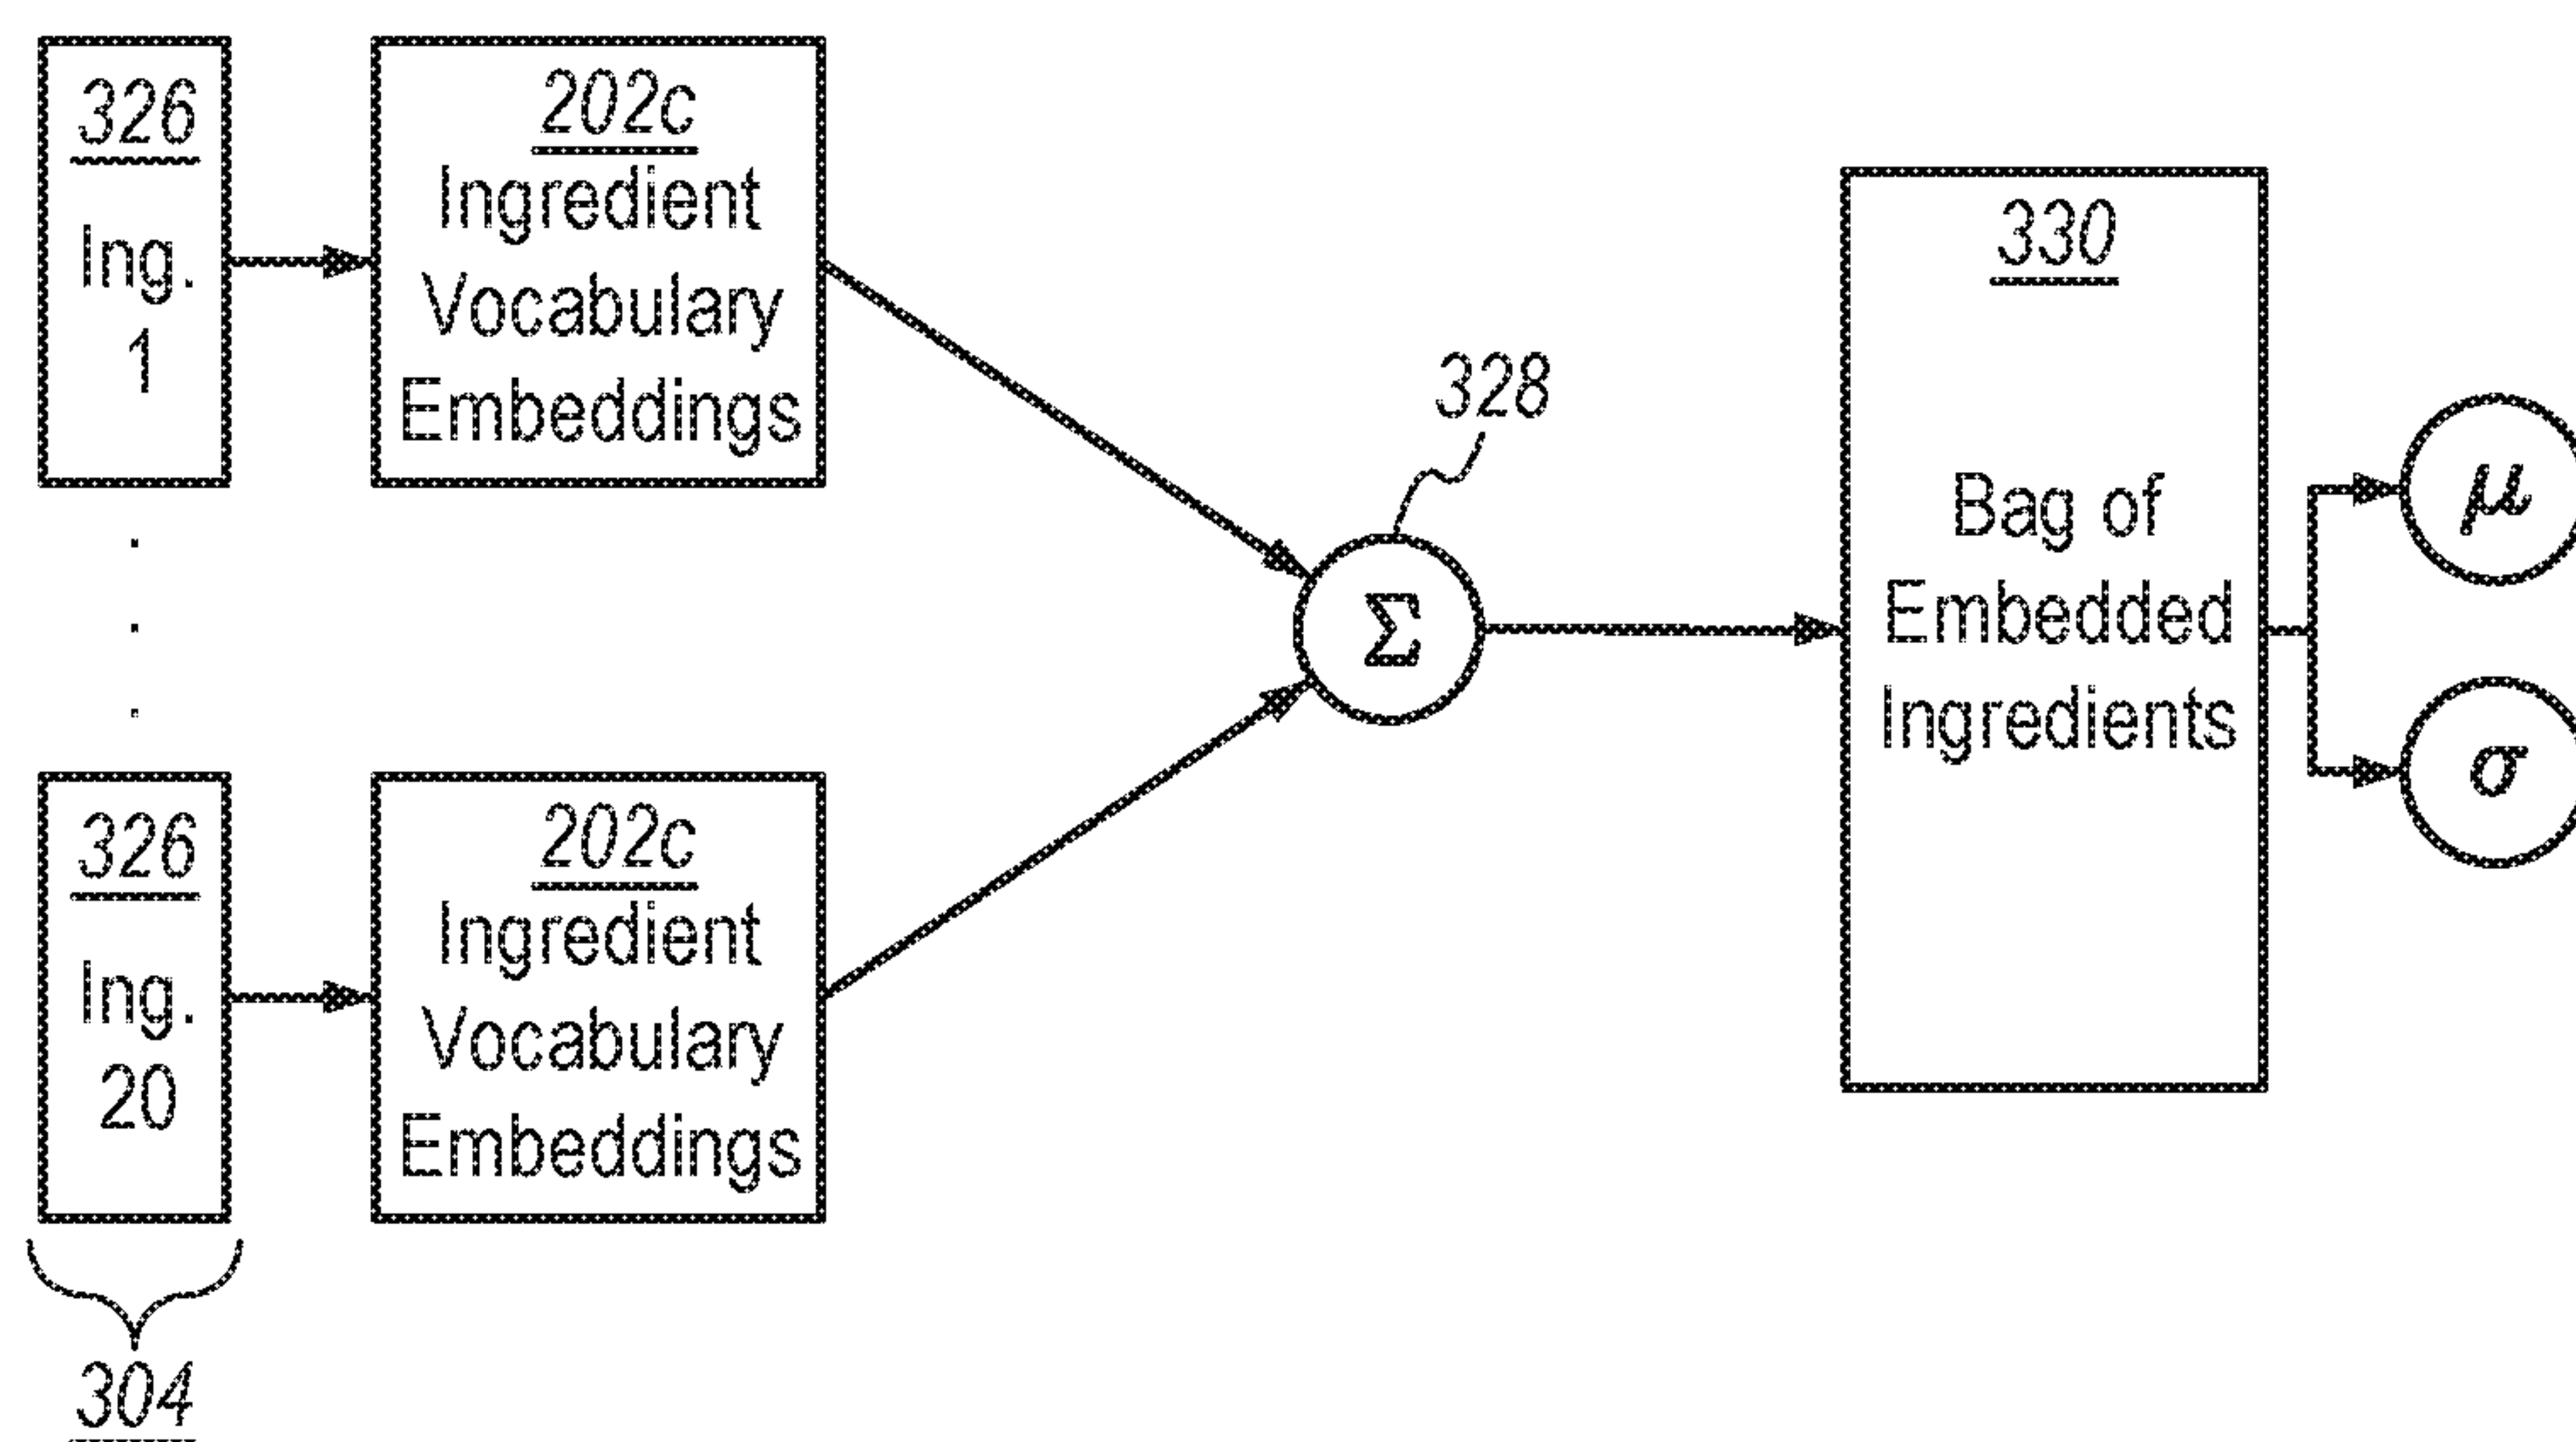 326
Ing.
1
202c
Ingredient
Vocabulary
Embeddings
328
Σ
330
Bag of
Embedded
Ingredients
μ
σ
326
Ing.
20
202c
Ingredient
Vocabulary
Embeddings
304